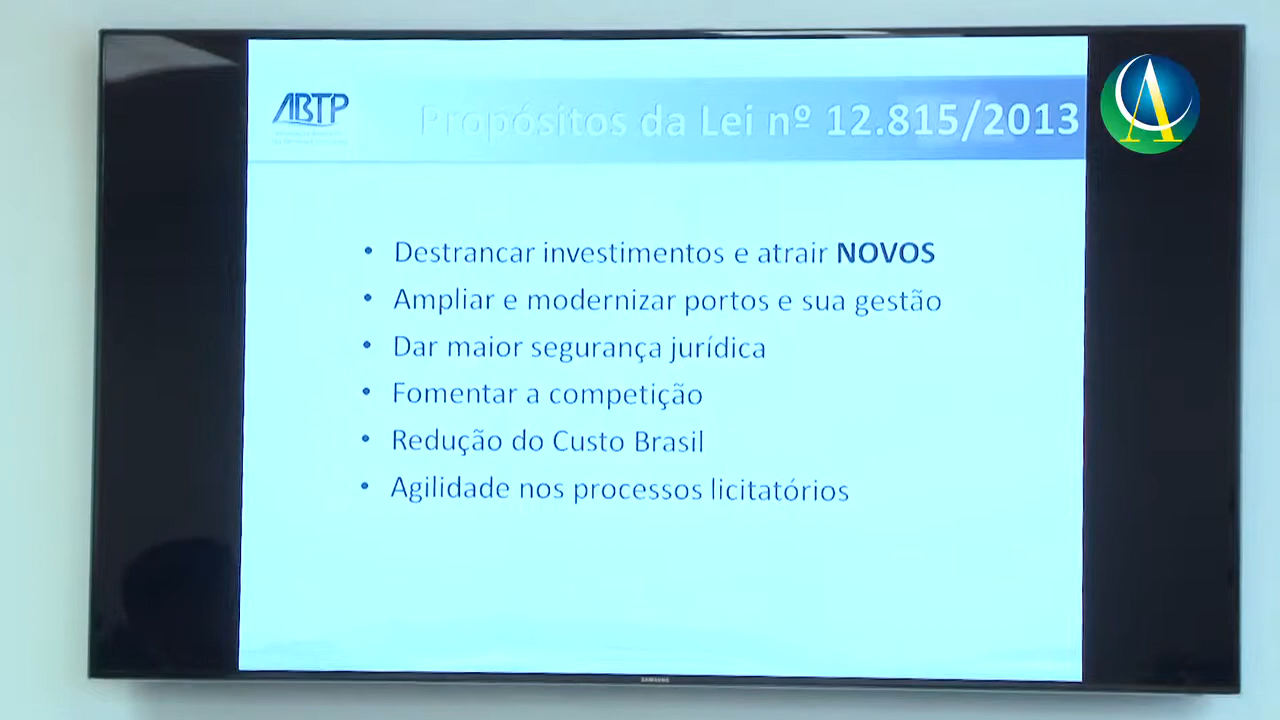 ABTP
Propósitos da Lei nº 12.815/2013
• Destrancar investimentos e atrair NOVOS
• Ampliar e modernizar portos e sua gestão
• Dar maior segurança jurídica
• Fomentar a competição
• Redução do Custo Brasil
• Agilidade nos processos licitatórios
SAMSUNG
A